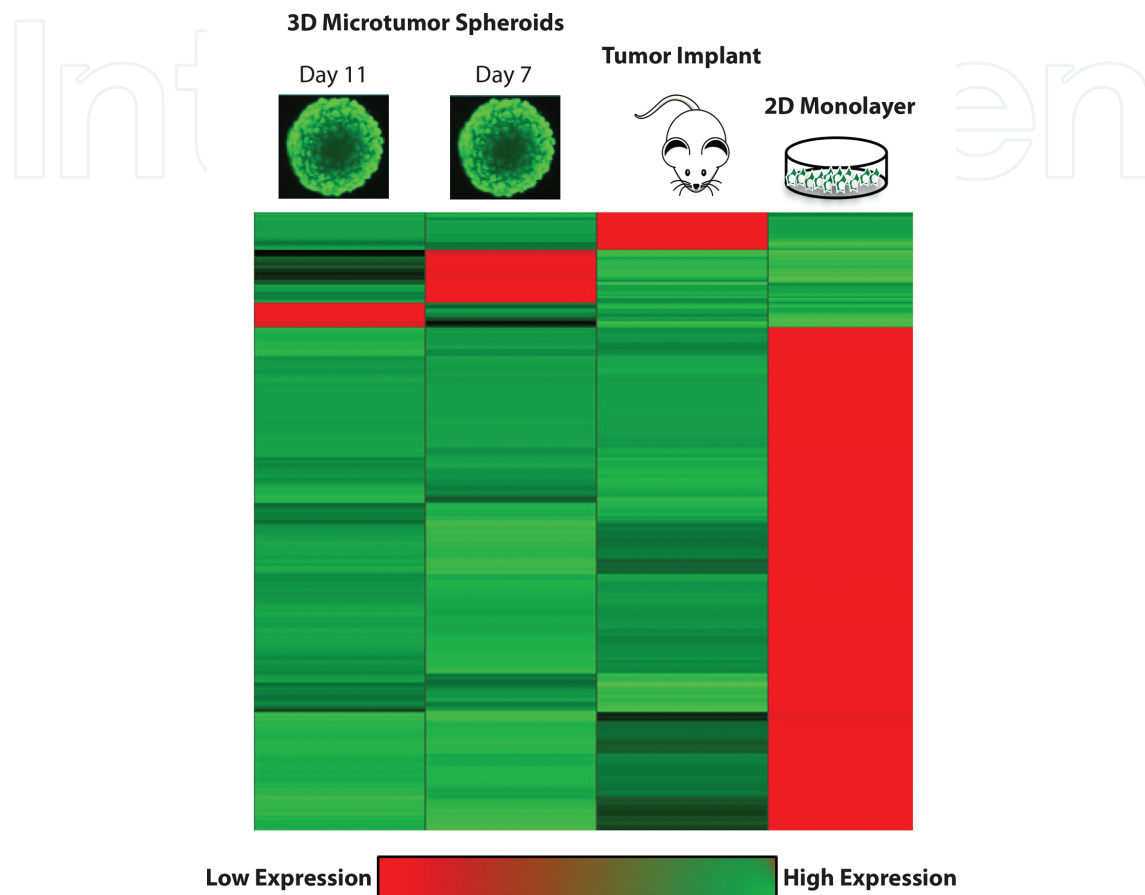 3D Microtumor Spheroids
Tumor Implant
Day 11
Day 7
2D Monolayer
Low Expression
High Expression